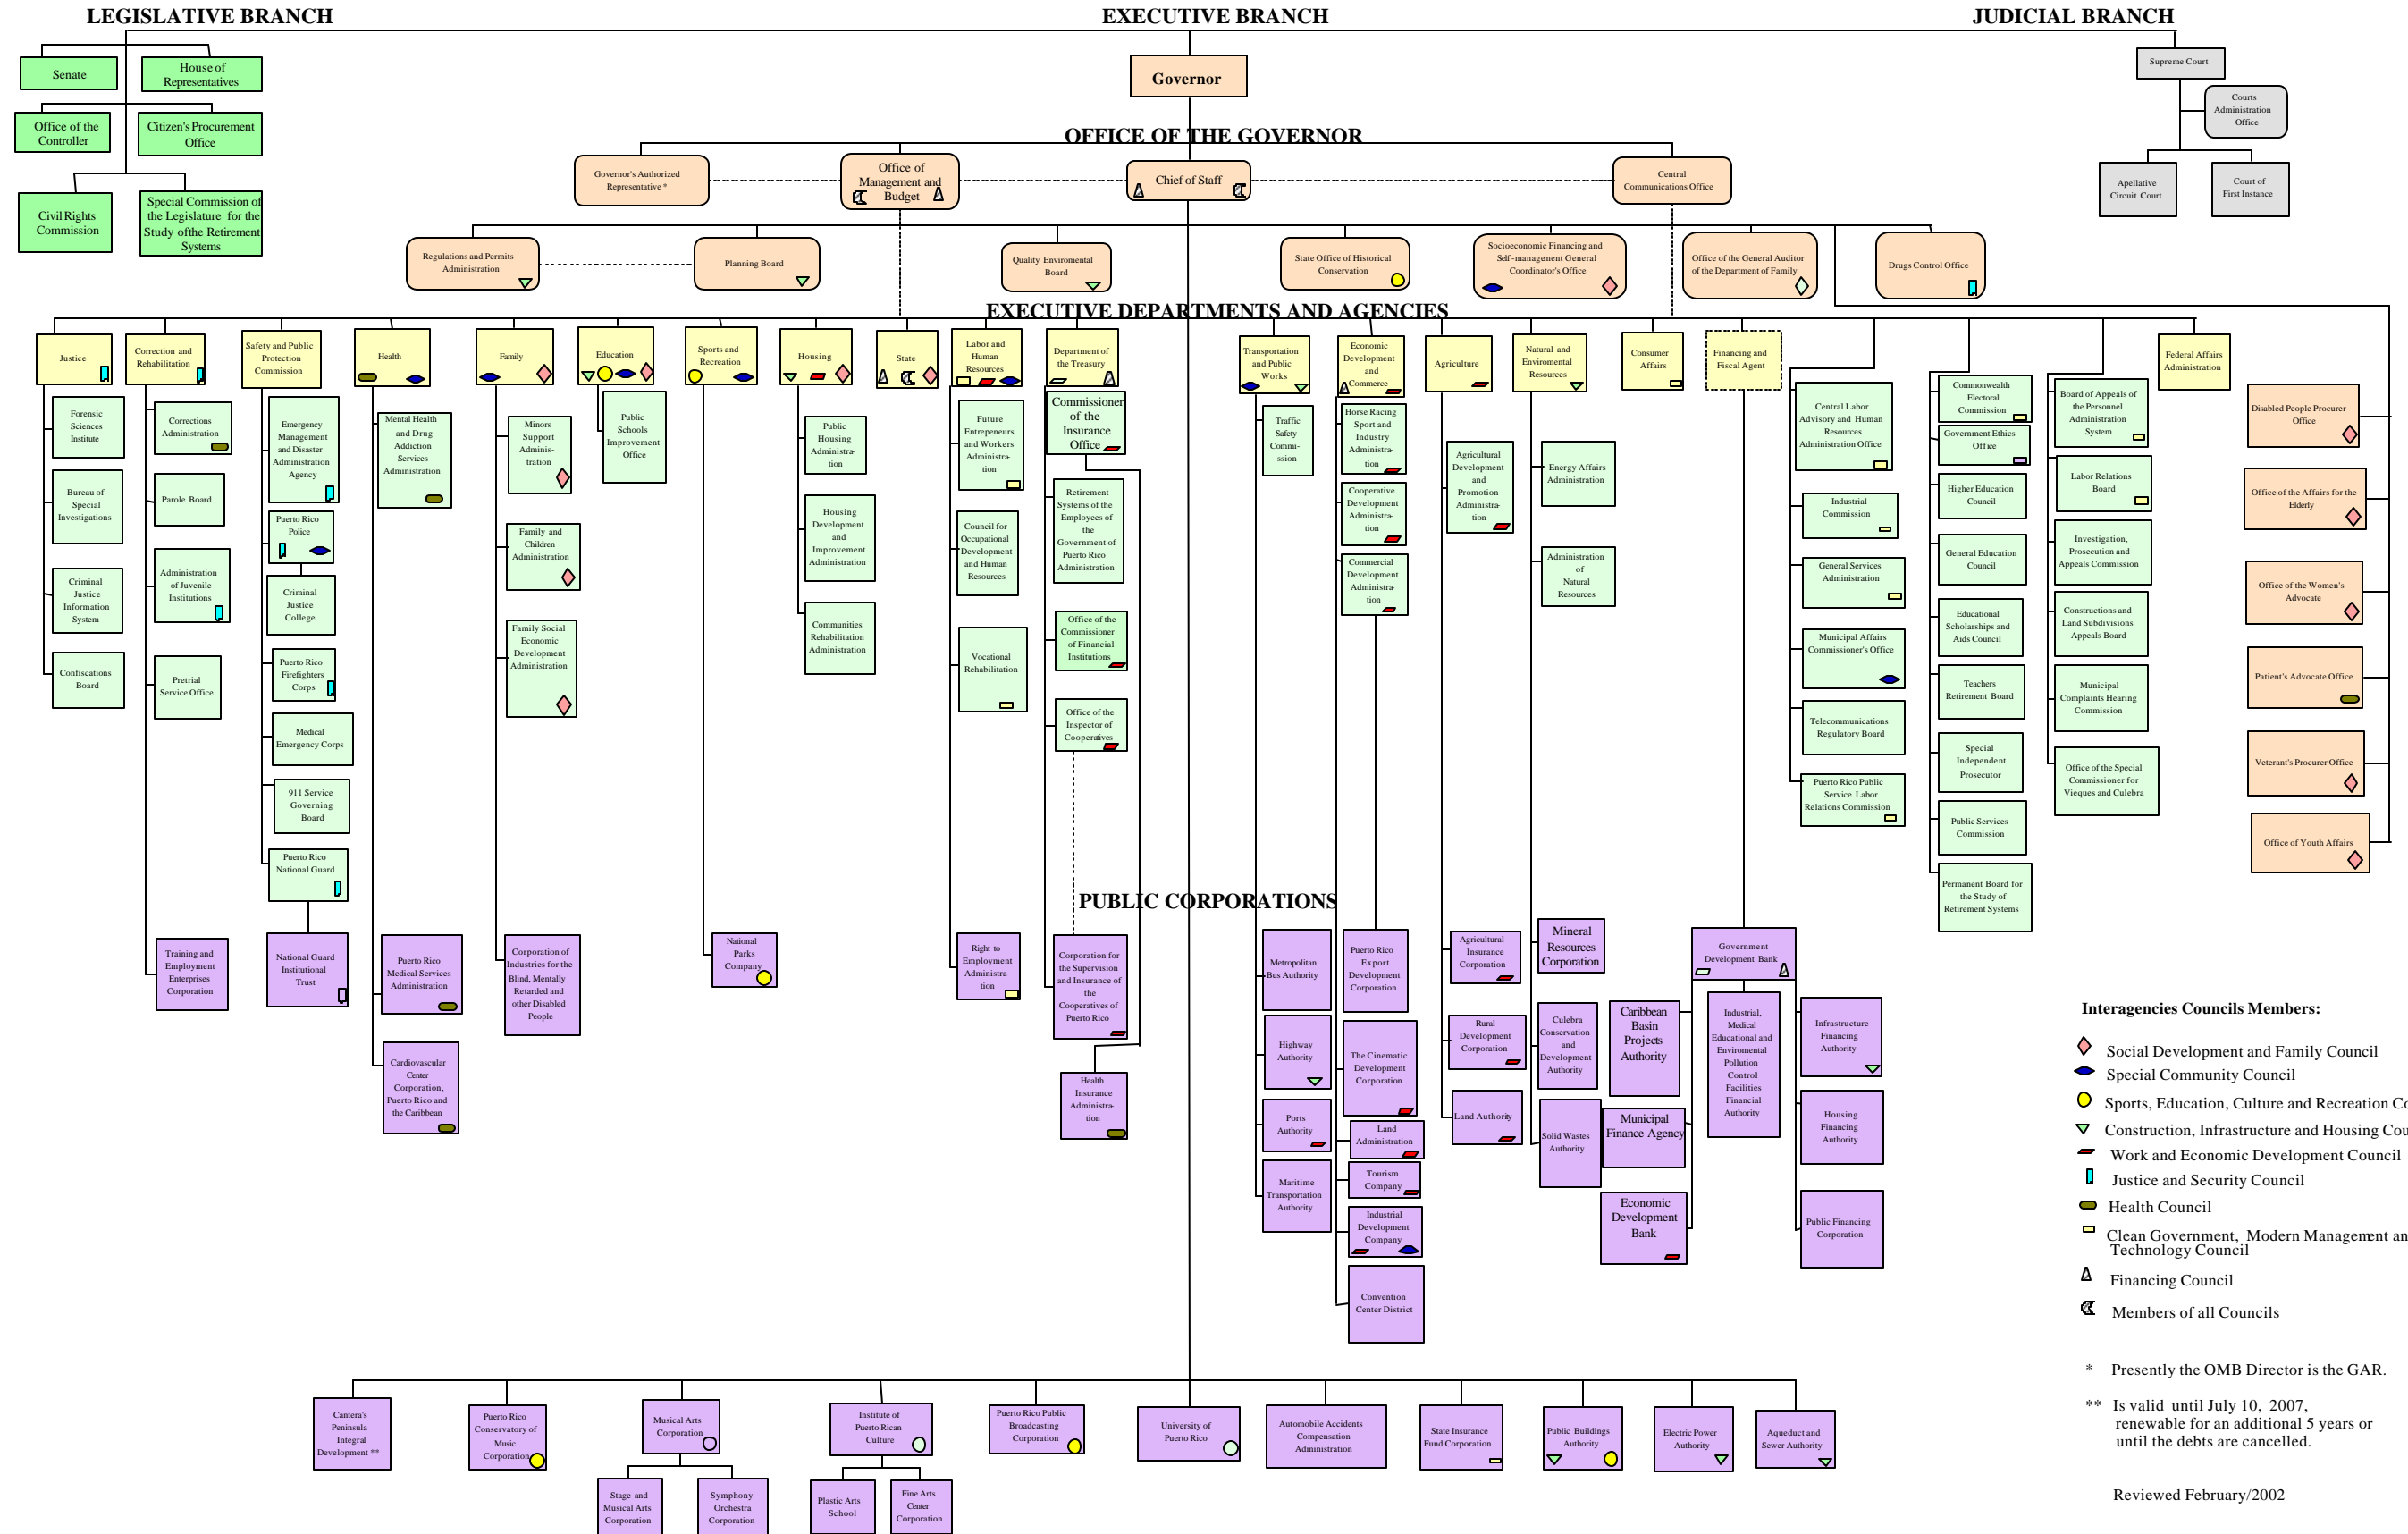 LEGISLATIVE BRANCH
EXECUTIVE BRANCH
JUDICIAL BRANCH
Senate
House of
Representatives
Office of the
Controller
Citizen's Procurement
Office
Civil Rights
Commission
Special Commission of
the Legislature for the
Study ofthe Retirement
Systems
Governor
Supreme Court
Courts
Administration
Office
Apellative
Circuit Court
Court of
First Instance
OFFICE OF THE GOVERNOR
Governor's Authorized
Representative *
Office of
Management and
Budget
Chief of Staff
Central
Communications Office
Regulations and Permits
Administration
Planning Board
Quality Enviromental
Board
State Office of Historical
Conservation
Socioeconomic Financing and
Self -management General
Coordinator's Office
Office of the General Auditor
of the Department of Family
Drugs Control Office
EXECUTIVE DEPARTMENTS AND AGENCIES
Justice
Correction and
Rehabilitation
Safety and Public
Protection
Commission
Health
Family
Education
Sports and
Recreation
Housing
State
Labor and
Human
Resources
Department of
the Treasury
Transportation
and Public
Works
Economic
Development
and
Commerce
Agriculture
Natural and
Enviromental
Resources
Consumer
Affairs
Financing and
Fiscal Agent
Federal Affairs
Administration
Forensic
Sciences
Institute
Bureau of
Special
Investigations
Criminal
Justice
Information
System
Confiscations
Board
Corrections
Administration
Parole Board
Administration
of Juvenile
Institutions
Pretrial
Service Office
Emergency
Management
and Disaster
Administration
Agency
Puerto Rico
Police
Criminal
Justice
College
Puerto Rico
Firefighters
Corps
Medical
Emergency Corps
911 Service
Governing
Board
Puerto Rico
National Guard
Mental Health
and Drug
Addiction
Services
Administration
Minors
Support
Adminis-
tration
Family and
Children
Administration
Family Social
Economic
Development
Administration
Public
Schools
Improvement
Office
Public
Housing
Administra-
tion
Housing
Development
and
Improvement
Administration
Communities
Rehabilitation
Administration
Future
Entrepeneurs
and Workers
Administra-
tion
Council for
Occupational
Development
and Human
Resources
Vocational
Rehabilitation
Commissioner
of the
Insurance
Office
Retirement
Systems of the
Employees of
the
Government of
Puerto Rico
Administration
Office of the
Commissioner
of Financial
Institutions
Office of the
Inspector of
Cooperatives
Traffic
Safety
Commi-
ssion
Horse Racing
Sport and
Industry
Administra-
tion
Cooperative
Development
Administra-
tion
Commercial
Development
Administra-
tion
Agricultural
Development
and
Promotion
Administra-
tion
Energy Affairs
Administration
Administration
of
Natural
Resources
Central Labor
Advisory and Human
Resources
Administration Office
Industrial
Commission
General Services
Administration
Municipal Affairs
Commissioner's Office
Telecommunications
Regulatory Board
Puerto Rico Public
Service Labor
Relations Commission
Commonwealth
Electoral
Commission
Government Ethics
Office
Higher Education
Council
General Education
Council
Educational
Scholarships and
Aids Council
Teachers
Retirement Board
Special
Independent
Prosecutor
Public Services
Commission
Permanent Board for
the Study of
Retirement Systems
Board of Appeals of
the Personnel
Administration
System
Labor Relations
Board
Investigation,
Prosecution and
Appeals Commission
Constructions and
Land Subdivisions
Appeals Board
Municipal
Complaints Hearing
Commission
Office of the Special
Commissioner for
Vieques and Culebra
Disabled People Procurer
Office
Office of the Affairs for the
Elderly
Office of the Women's
Advocate
Patient's Advocate Office
Veterant's Procurer Office
Office of Youth Affairs
PUBLIC CORPORATIONS
Training and
Employment
Enterprises
Corporation
National Guard
Institutional
Trust
Puerto Rico
Medical Services
Administration
Cardiovascular
Center
Corporation,
Puerto Rico and
the Caribbean
Corporation of
Industries for the
Blind, Mentally
Retarded and
other Disabled
People
National
Parks
Company
Right to
Employment
Administra-
tion
Corporation for
the Supervision
and Insurance of
the
Cooperatives of
Puerto Rico
Health
Insurance
Administra-
tion
Metropolitan
Bus Authority
Highway
Authority
Ports
Authority
Maritime
Transportation
Authority
Puerto Rico
Export
Development
Corporation
The Cinematic
Development
Corporation
Land
Administration
Tourism
Company
Industrial
Development
Company
Convention
Center District
Agricultural
Insurance
Corporation
Rural
Development
Corporation
Land Authority
Mineral
Resources
Corporation
Culebra
Conservation
and
Development
Authority
Solid Wastes
Authority
Government
Development Bank
Caribbean
Basin
Projects
Authority
Municipal
Finance Agency
Economic
Development
Bank
Industrial,
Medical
Educational and
Enviromental
Pollution
Control
Facilities
Financial
Authority
Infrastructure
Financing
Authority
Housing
Financing
Authority
Public Financing
Corporation
Interagencies Councils Members:
Social Development and Family Council
Special Community Council
Sports, Education, Culture and Recreation Co
Construction, Infrastructure and Housing Cou
Work and Economic Development Council
Justice and Security Council
Health Council
Clean Government, Modern Management an
Technology Council
Financing Council
Members of all Councils
* Presently the OMB Director is the GAR.
** Is valid until July 10, 2007,
renewable for an additional 5 years or
until the debts are cancelled.
Reviewed February/2002
Cantera's
Peninsula
Integral
Development **
Puerto Rico
Conservatory of
Music
Corporation
Musical Arts
Corporation
Stage and
Musical Arts
Corporation
Symphony
Orchestra
Corporation
Institute of
Puerto Rican
Culture
Plastic Arts
School
Fine Arts
Center
Corporation
Puerto Rico Public
Broadcasting
Corporation
University of
Puerto Rico
Automobile Accidents
Compensation
Administration
State Insurance
Fund Corporation
Public Buildings
Authority
Electric Power
Authority
Aqueduct and
Sewer Authority